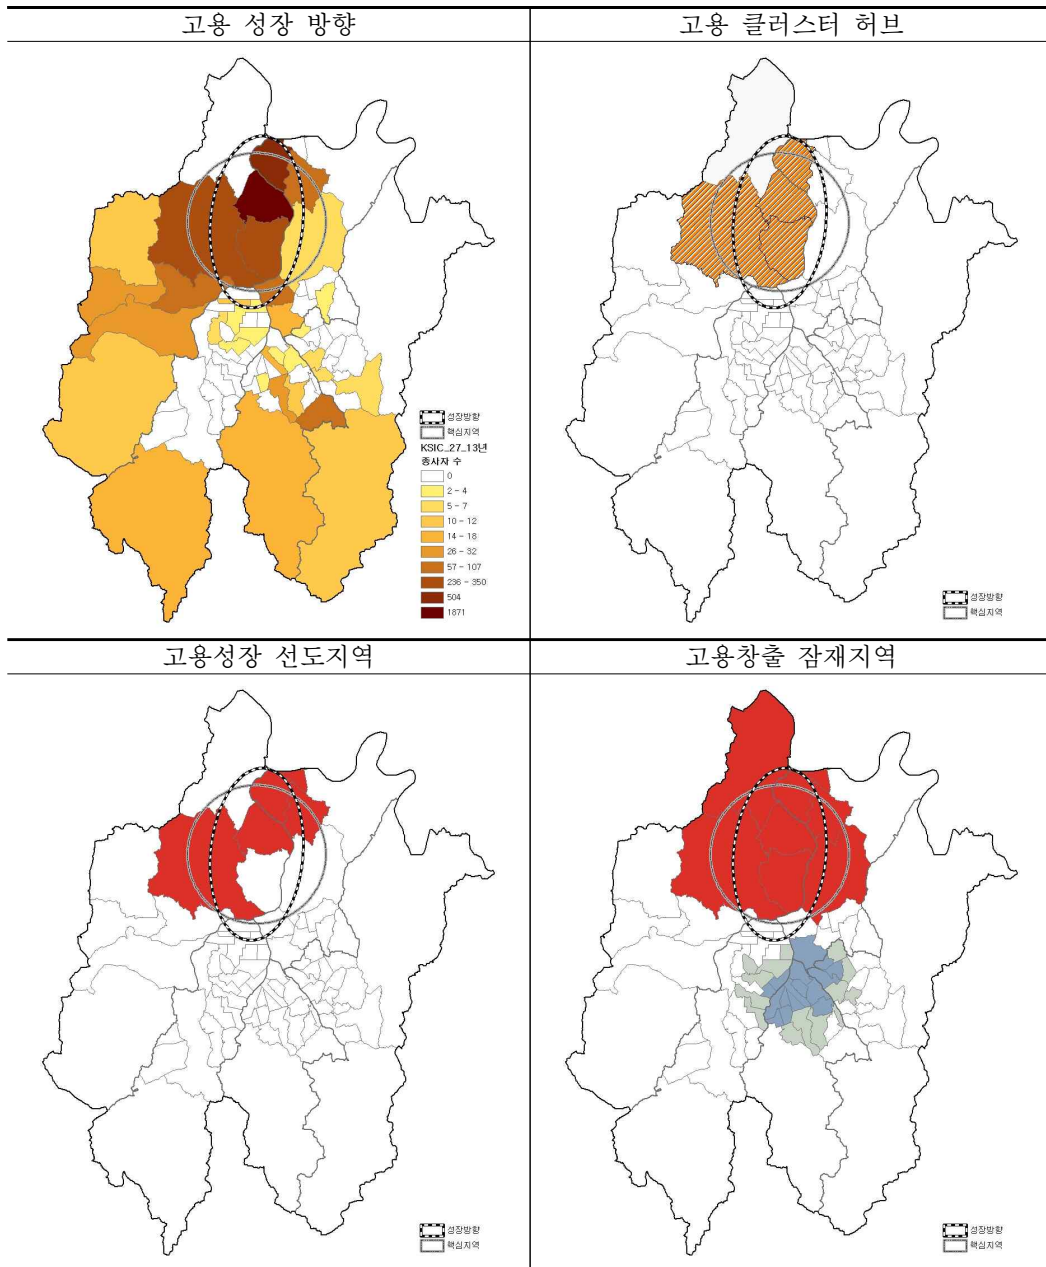 고용 성장 방향
고용 클러스터 허브
성장방향
핵심지역
KSIC_27_13년
종사자 수
0
2 - 4
5 - 7
10 - 12
14 - 18
26 - 32
57 - 107
236 - 350
504
1871
성장방향
핵심지역
고용성장 선도지역
고용창출 잠재지역
성장방향
핵심지역
성장방향
핵심지역